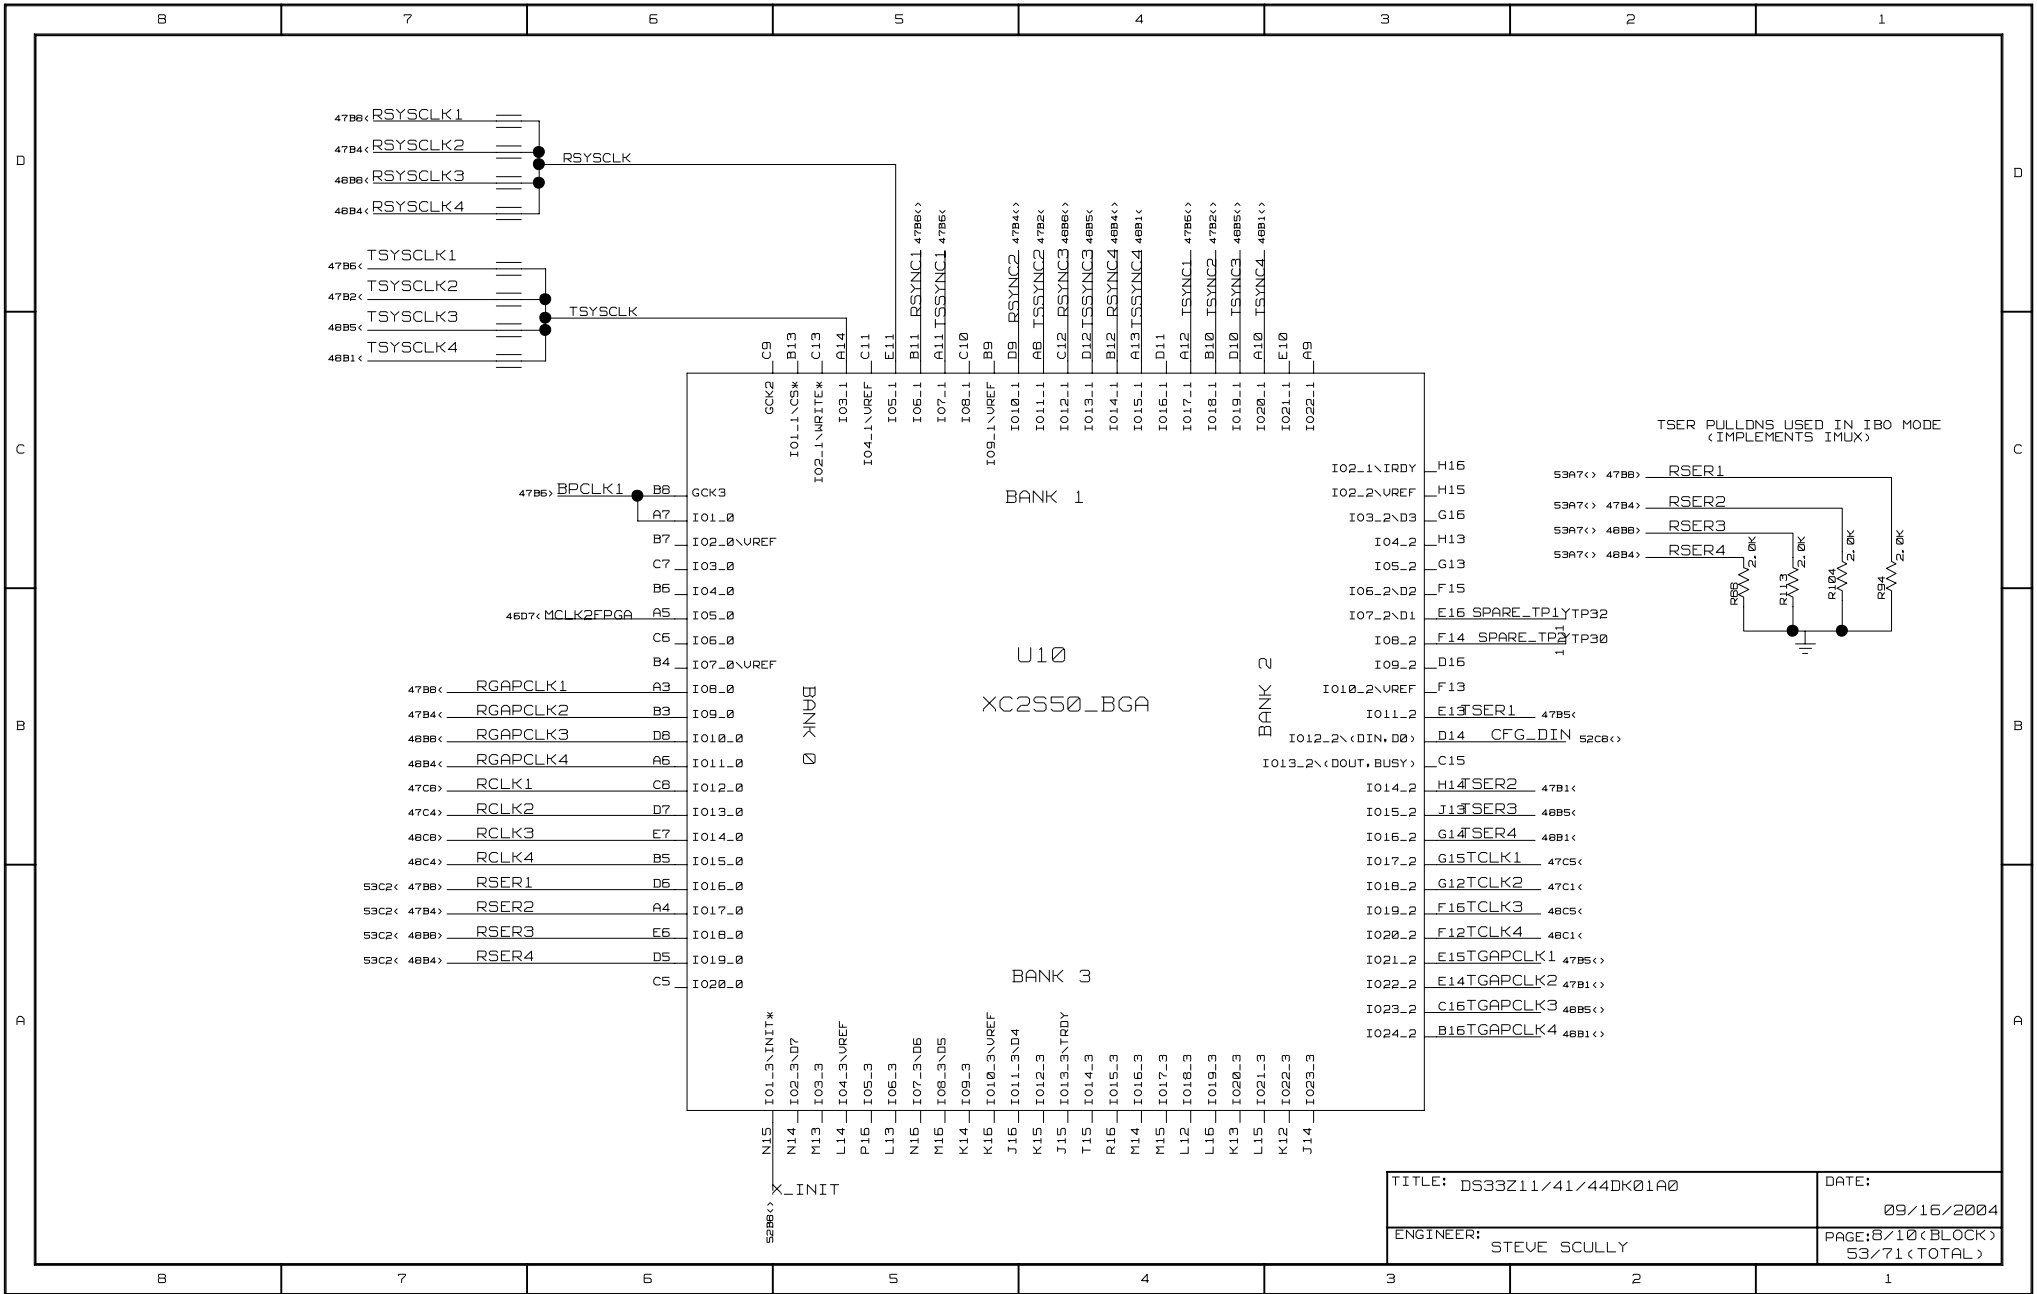 8 7 6 5 4 3 2 1
D
D
C
C
B
B
A
A
47B8< RSYSCLK1
47B4< RSYSCLK2
48B8< RSYSCLK3
48B4< RSYSCLK4
RSYSCLK
TSYSCLK1
47B6<
TSYSCLK2
47B2<
TSYSCLK3
48B5<
TSYSCLK4
48B1<
TSYSCLK
C9 GCK2
B13 IO1_1\CS*
C13 IO2_1\WRITE*
A14 IO3_1
C11 IO4_1\VREF
E11 IO5_1
47B8<> RSYNC1 B11 IO6_1
47B6< TSSYNC1 A11 IO7_1
C10 IO8_1
B9 IO9_1\VREF
47B4<> RSYNC2 D9 IO10_1
47B2< TSSYNC2 A8 IO11_1
48B8<> RSYNC3 C12 IO12_1
48B5< TSSYNC3 D12 IO13_1
48B4<> RSYNC4 B12 IO14_1
48B1< TSSYNC4 A13 IO15_1
D11 IO16_1
47B6<> TSYNC1 A12 IO17_1
47B2<> TSYNC2 B10 IO18_1
48B5<> TSYNC3 D10 IO19_1
48B1<> TSYNC4 A10 IO20_1
E10 IO21_1
A9 IO22_1
BANK 1
47B6> BPCLK1 B8 GCK3
A7 IO1_0
B7 IO2_0\VREF
C7 IO3_0
B6 IO4_0
46D7< MCLK2FPGA A5 IO5_0
C6 IO6_0
B4 IO7_0\VREF
47B8< RGAPCLK1 A3 IO8_0
47B4< RGAPCLK2 B3 IO9_0
48B8< RGAPCLK3 D8 IO10_0
48B4< RGAPCLK4 A6 IO11_0
47C8> RCLK1 C8 IO12_0
47C4> RCLK2 D7 IO13_0
48C8> RCLK3 E7 IO14_0
48C4> RCLK4 B5 IO15_0
53C2< 47B8> RSER1 D6 IO16_0
53C2< 47B4> RSER2 A4 IO17_0
53C2< 48B8> RSER3 E6 IO18_0
53C2< 48B4> RSER4 D5 IO19_0
C5 IO20_0
BANK 0
U10
XC2S50_BGA
BANK 2
IO2_1\IRDY H16
IO2_2\VREF H15
IO3_2\D3 G16
IO4_2 H13
IO5_2 G13
IO6_2\D2 F15
IO7_2\D1 E16 SPARE_TP1 1 TP32
IO8_2 F14 SPARE_TP2 1 TP30
IO9_2 D16
IO10_2\VREF F13
IO11_2 E13 TSER1 47B5<
IO12_2\(DIN,D0) D14 CFG_DIN 52C8<>
IO13_2\(DOUT,BUSY) C15
IO14_2 H14 TSER2 47B1<
IO15_2 J13 TSER3 48B5<
IO16_2 G14 TSER4 48B1<
IO17_2 G15 TCLK1 47C5<
IO18_2 G12 TCLK2 47C1<
IO19_2 F16 TCLK3 48C5<
IO20_2 F12 TCLK4 48C1<
IO21_2 E15 TGAPCLK1 47B5<>
IO22_2 E14 TGAPCLK2 47B1<>
IO23_2 C16 TGAPCLK3 48B5<>
IO24_2 B16 TGAPCLK4 48B1<>
TSER PULLDNS USED IN IBO MODE
(IMPLEMENTS IMUX)
53A7<> 47B8> RSER1
53A7<> 47B4> RSER2
53A7<> 48B8> RSER3
53A7<> 48B4> RSER4
2.0K
R113 2.0K
R104 2.0K
R94 2.0K
BANK 3
IO1_3\INIT* N15
IO2_3\D7 N14
IO3_3 M13
IO4_3\VREF L14
IO5_3 P16
IO6_3 L13
IO7_3\D6 N16
IO8_3\D5 M16
IO9_3 K14
IO10_3\VREF K16
IO11_3\D4 J16
IO12_3 K15
IO13_3\TRDY J15
IO14_3 T15
IO15_3 R16
IO16_3 M14
IO17_3 M15
IO18_3 L12
IO19_3 L16
IO20_3 K13
IO21_3 L15
IO22_3 K12
IO23_3 J14
X_INIT
52B8<>
TITLE: DS33Z11/41/44DK01A0
DATE:
09/16/2004
ENGINEER:
STEVE SCULLY
PAGE:8/10(BLOCK)
53/71(TOTAL)
8 7 6 5 4 3 2 1